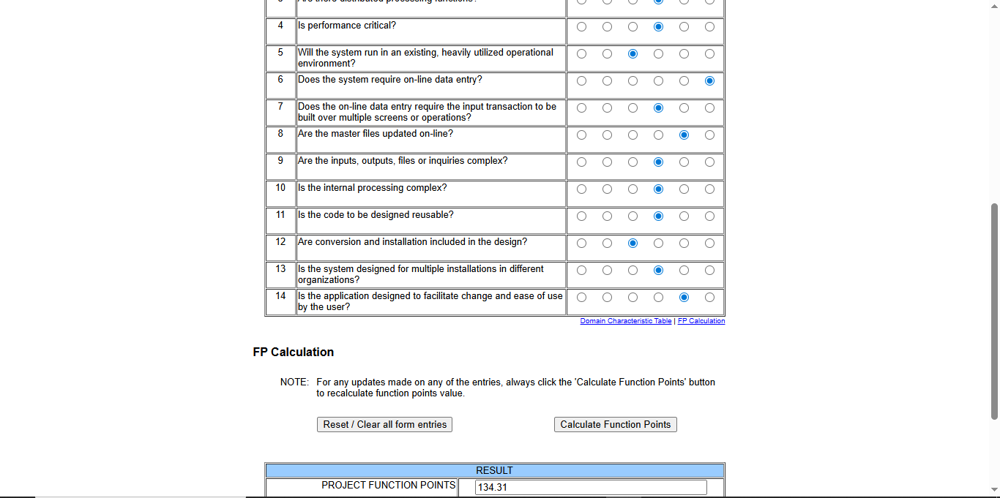 3 Are there distributed processing functions?
4 Is performance critical?
5 Will the system run in an existing, heavily utilized operational
environment?
6 Does the system require on-line data entry?
7 Does the on-line data entry require the input transaction to be
built over multiple screens or operations?
8 Are the master files updated on-line?
9 Are the inputs, outputs, files or inquiries complex?
10 Is the internal processing complex?
11 Is the code to be designed reusable?
12 Are conversion and installation included in the design?
13 Is the system designed for multiple installations in different
organizations?
14 Is the application designed to facilitate change and ease of use
by the user?
Domain Characteristic Table | FP Calculation
FP Calculation
NOTE: For any updates made on any of the entries, always click the 'Calculate Function Points' button
to recalculate function points value.
Reset / Clear all form entries Calculate Function Points
RESULT
PROJECT FUNCTION POINTS 134.31